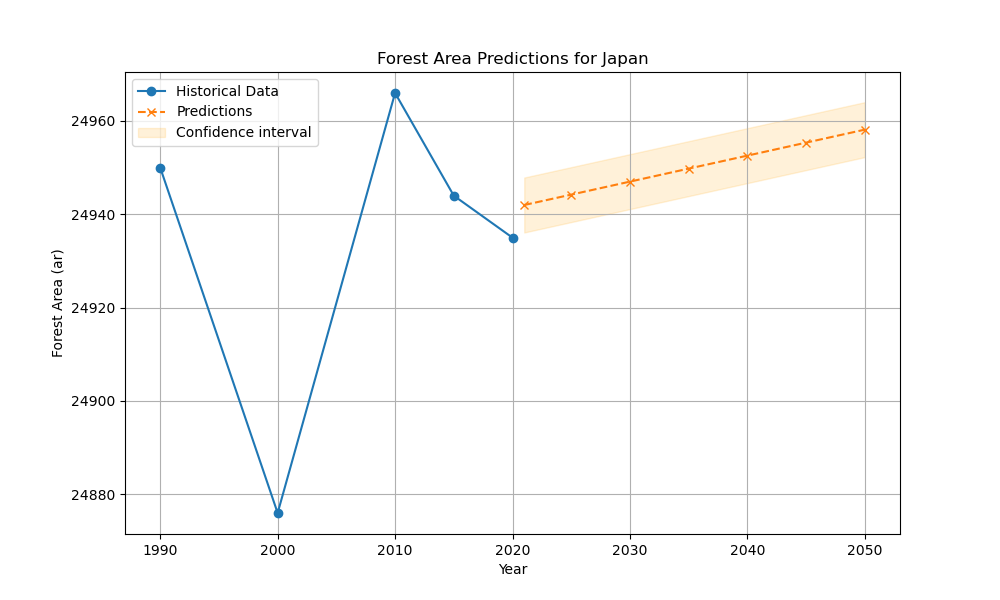 Forest Area Predictions for Japan
Historical Data
Predictions
Confidence interval
24960
24940
24920
24900
24880
Forest Area (ar)
1990 2000 2010 2020 2030 2040 2050
Year